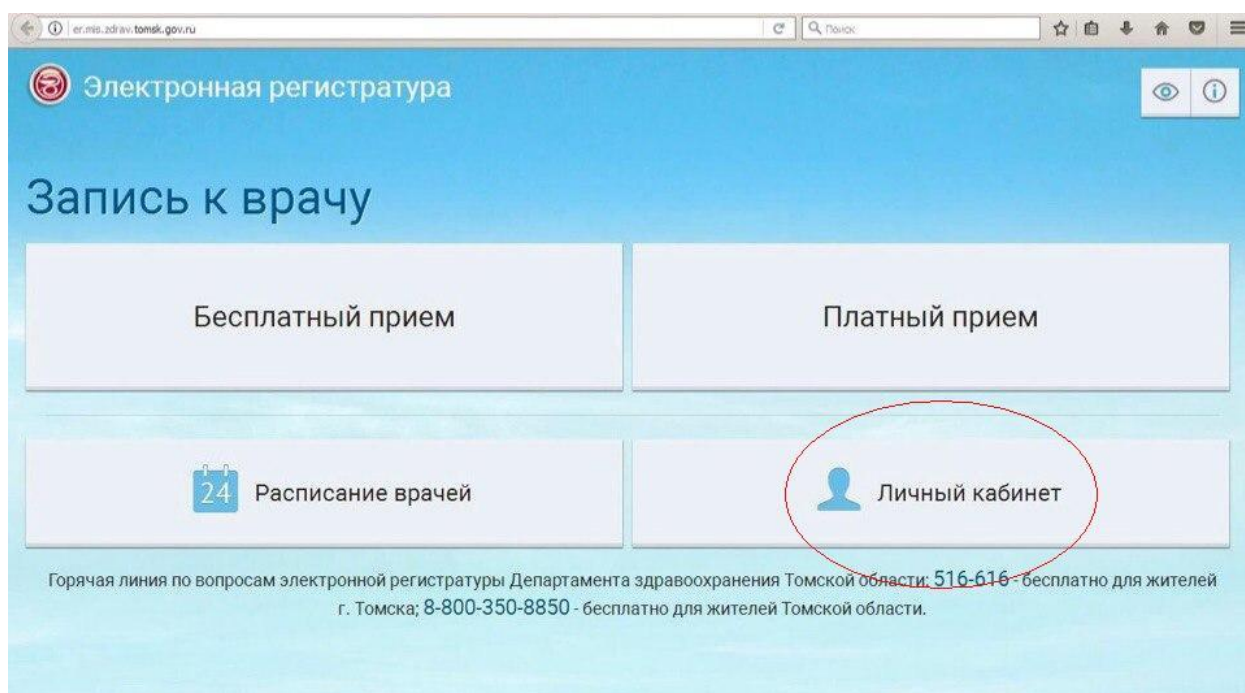 er.mis.zdrav.tomsk.gov.ru
Поиск
Электронная регистратура
Запись к врачу
Бесплатный прием
Платный прием
24 Расписание врачей
Личный кабинет
Горячая линия по вопросам электронной регистратуры Департамента здравоохранения Томской области: 516-616 - бесплатно для жителей
г. Томска; 8-800-350-8850 - бесплатно для жителей Томской области.